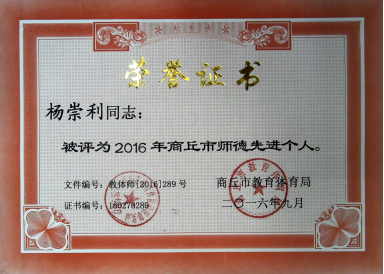 荣誉证书
杨崇利同志：
被评为2016年商丘市师德先进个人。
文件编号：教体师[2016]289号 商丘市教育体育局
证书编号：160270289 二〇一六年九月